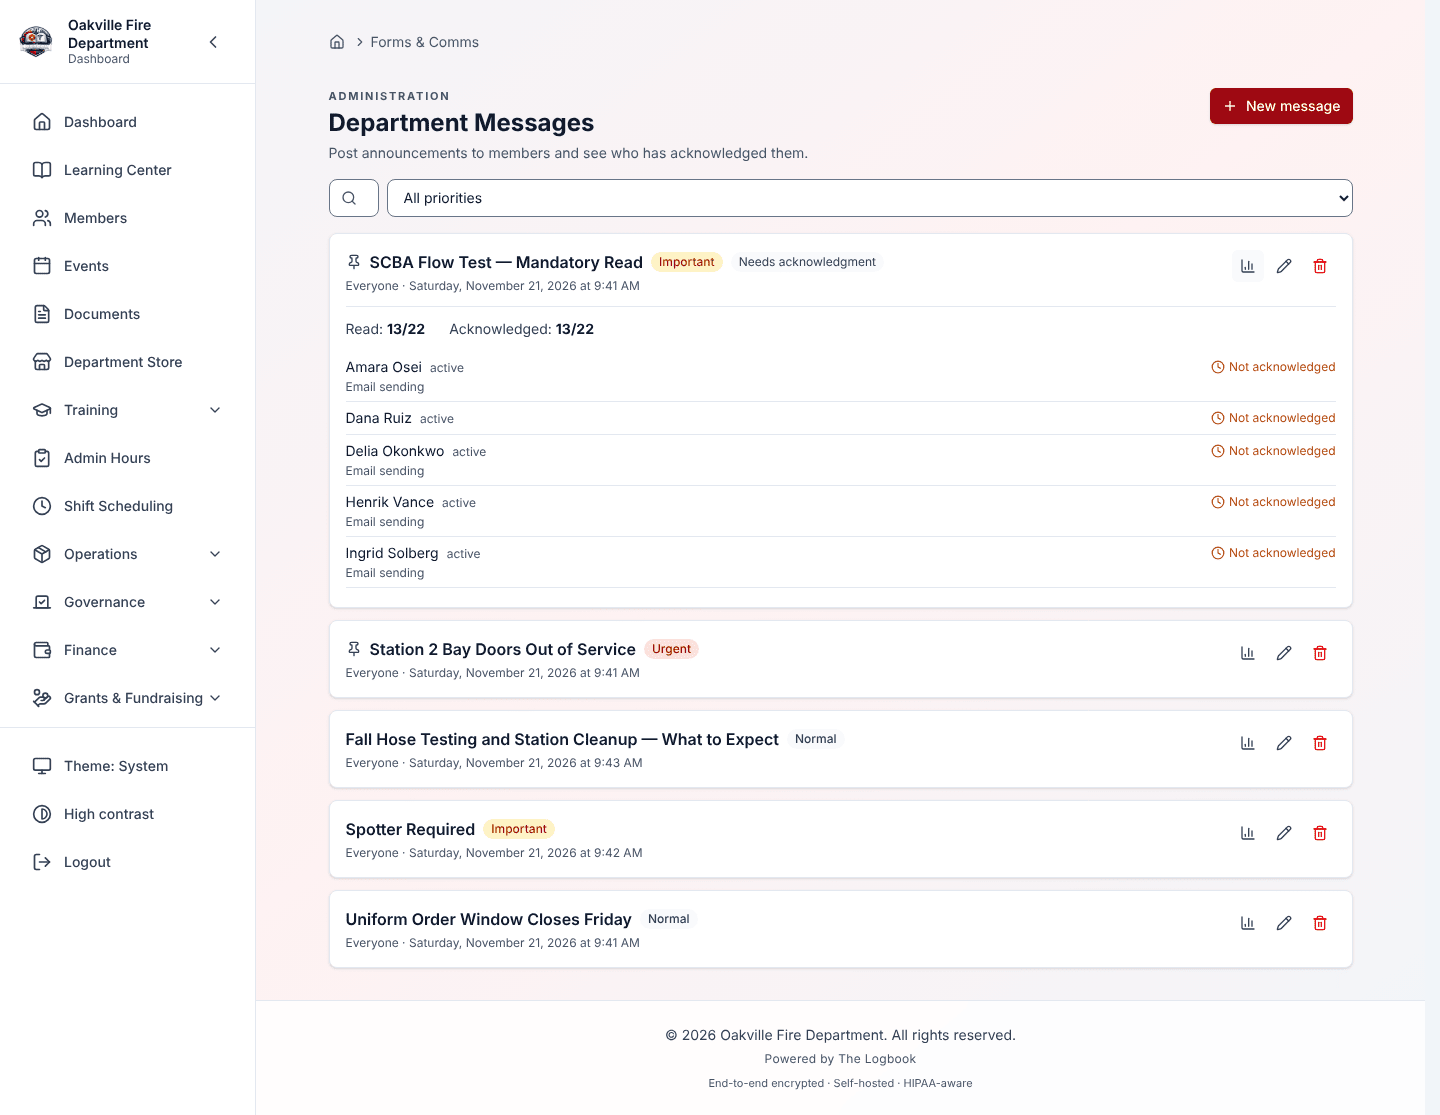 Oakville Fire
Department
Dashboard
Dashboard
Learning Center
Members
Events
Documents
Department Store
Training
Admin Hours
Shift Scheduling
Operations
Governance
Finance
Grants & Fundraising
Theme: System
High contrast
Logout
Forms & Comms
ADMINISTRATION
Department Messages
Post announcements to members and see who has acknowledged them.
New message
All priorities
SCBA Flow Test — Mandatory Read Important Needs acknowledgment
Everyone · Saturday, November 21, 2026 at 9:41 AM
Read: 13/22 Acknowledged: 13/22
Amara Osei active Not acknowledged
Email sending
Dana Ruiz active Not acknowledged
Delia Okonkwo active Not acknowledged
Email sending
Henrik Vance active Not acknowledged
Email sending
Ingrid Solberg active Not acknowledged
Email sending
Station 2 Bay Doors Out of Service Urgent
Everyone · Saturday, November 21, 2026 at 9:41 AM
Fall Hose Testing and Station Cleanup — What to Expect Normal
Everyone · Saturday, November 21, 2026 at 9:43 AM
Spotter Required Important
Everyone · Saturday, November 21, 2026 at 9:42 AM
Uniform Order Window Closes Friday Normal
Everyone · Saturday, November 21, 2026 at 9:41 AM
© 2026 Oakville Fire Department. All rights reserved.
Powered by The Logbook
End-to-end encrypted · Self-hosted · HIPAA-aware